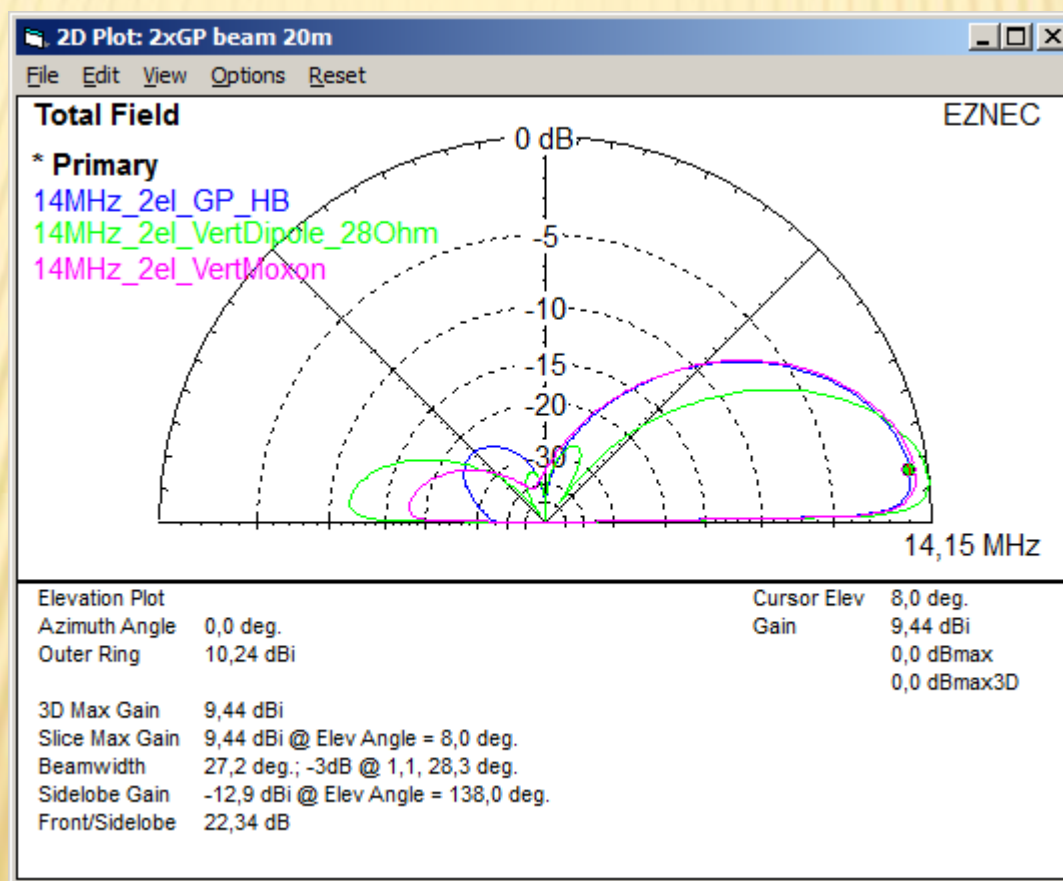 2D Plot: 2xGP beam 20m
File Edit View Options Reset
Total Field
EZNEC
* Primary
14MHz_2el_GP_HB
14MHz_2el_VertDipole_28Ohm
14MHz_2el_VertMoxon
0 dB
-5
-10
-15
-20
-30
14,15 MHz
Elevation Plot
Azimuth Angle 0,0 deg.
Outer Ring 10,24 dBi
3D Max Gain 9,44 dBi
Slice Max Gain 9,44 dBi @ Elev Angle = 8,0 deg.
Beamwidth 27,2 deg.; -3dB @ 1,1, 28,3 deg.
Sidelobe Gain -12,9 dBi @ Elev Angle = 138,0 deg.
Front/Sidelobe 22,34 dB
Cursor Elev 8,0 deg.
Gain 9,44 dBi
0,0 dBmax
0,0 dBmax3D